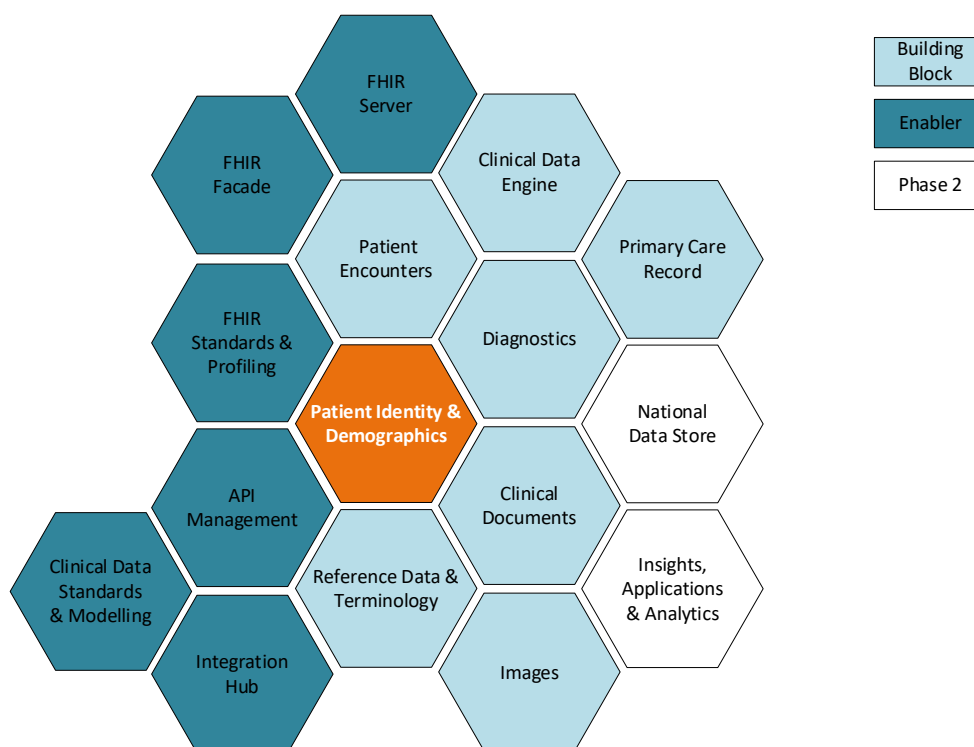 FHIR
Server
Building
Block
Enabler
Phase 2
FHIR
Facade
Clinical Data
Engine
Patient
Encounters
Primary Care
Record
FHIR
Standards &
Profiling
Diagnostics
Patient Identity &
Demographics
National
Data Store
API
Management
Clinical
Documents
Clinical Data
Standards
& Modelling
Reference Data &
Terminology
Insights,
Applications
& Analytics
Integration
Hub
Images